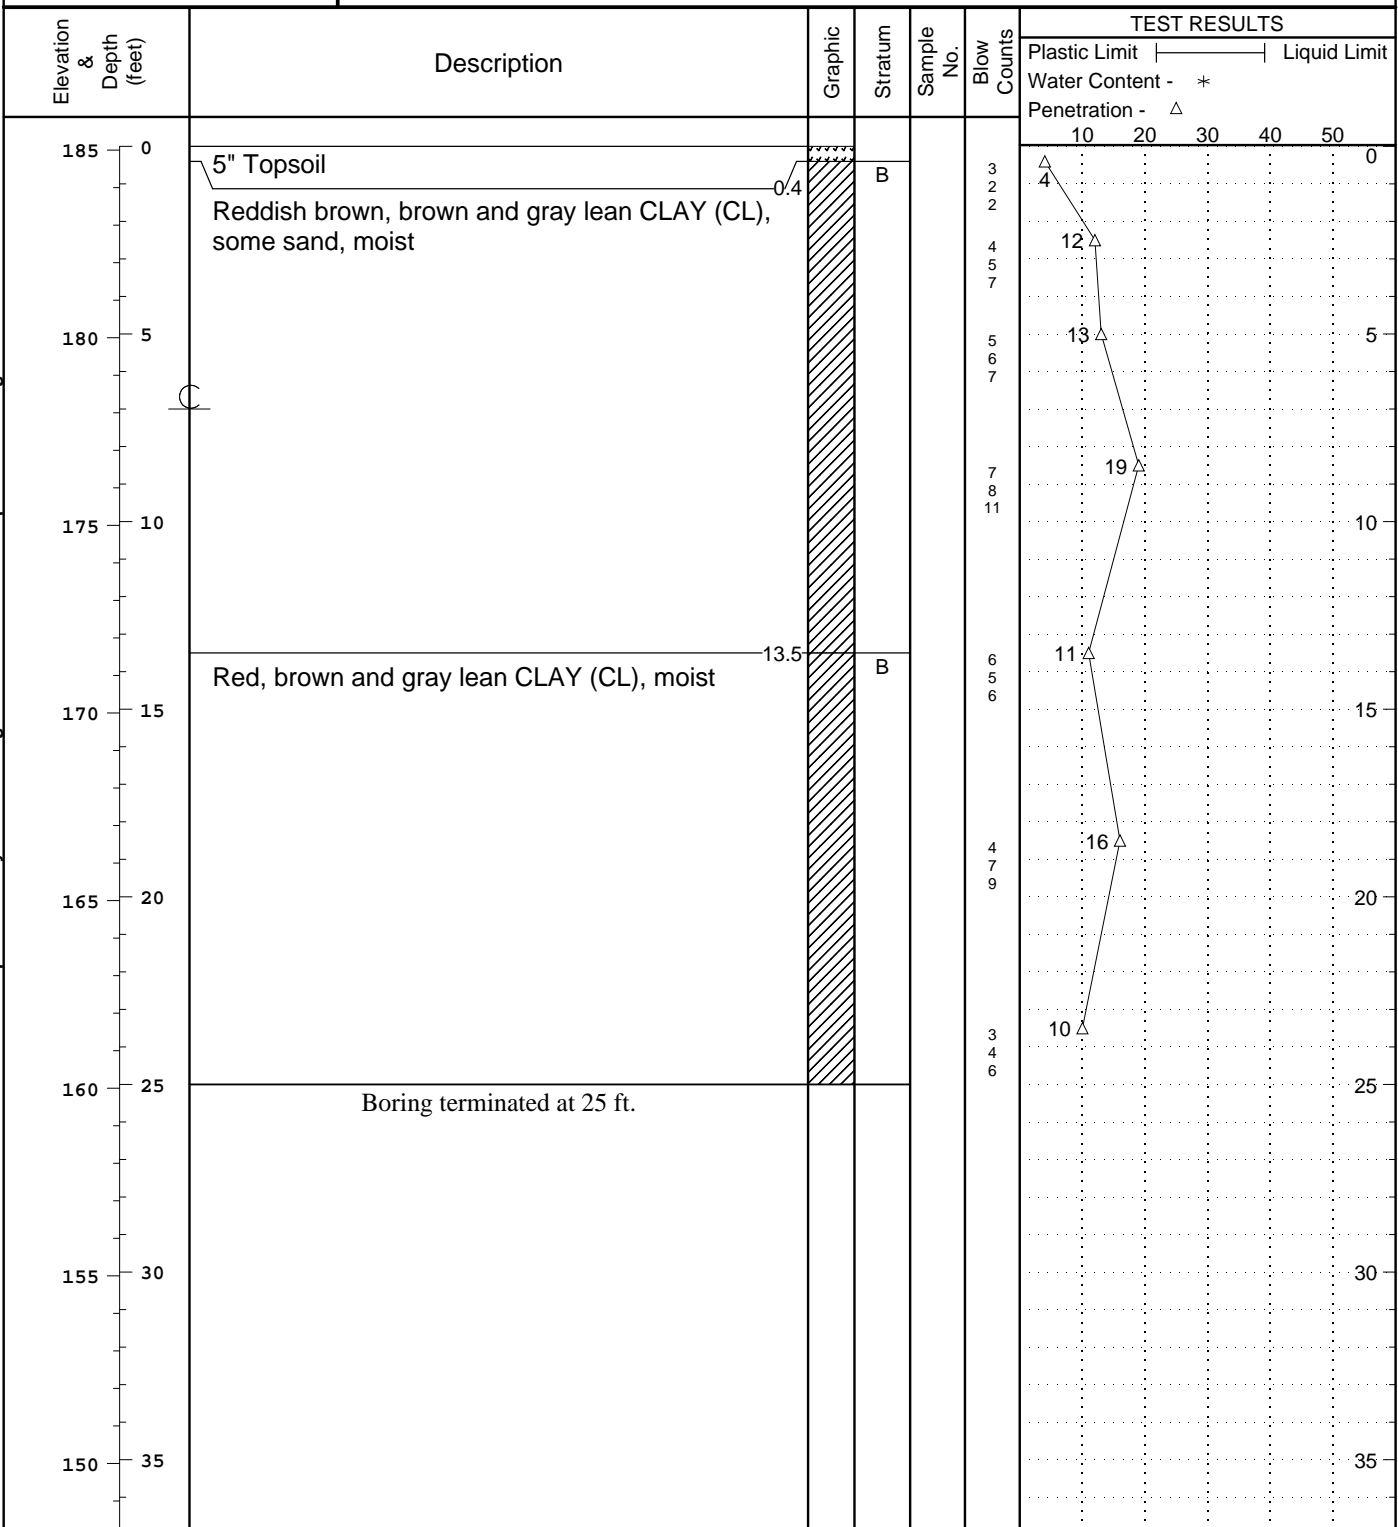 Elevation
&
Depth
(feet)
Description
Graphic
Stratum
Sample
No.
Blow
Counts
TEST RESULTS
Plastic Limit Liquid Limit
Water Content - *
Penetration - △
10 20 30 40 50
185 0 0
5" Topsoil
B
3
2
2
4
0.4
Reddish brown, brown and gray lean CLAY (CL),
some sand, moist
4
5
7
12
180 5 5
5
6
7
13
C
7
8
11
19
175 10 10
13.5
Red, brown and gray lean CLAY (CL), moist
B
6
5
6
11
170 15 15
4
7
9
16
165 20 20
3
4
6
10
160 25 25
Boring terminated at 25 ft.
155 30 30
150 35 35